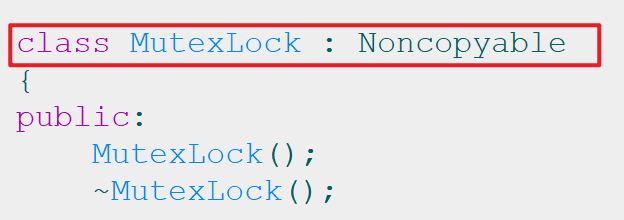 class MutexLock : Noncopyable
{
public:
    MutexLock();
    ~MutexLock();